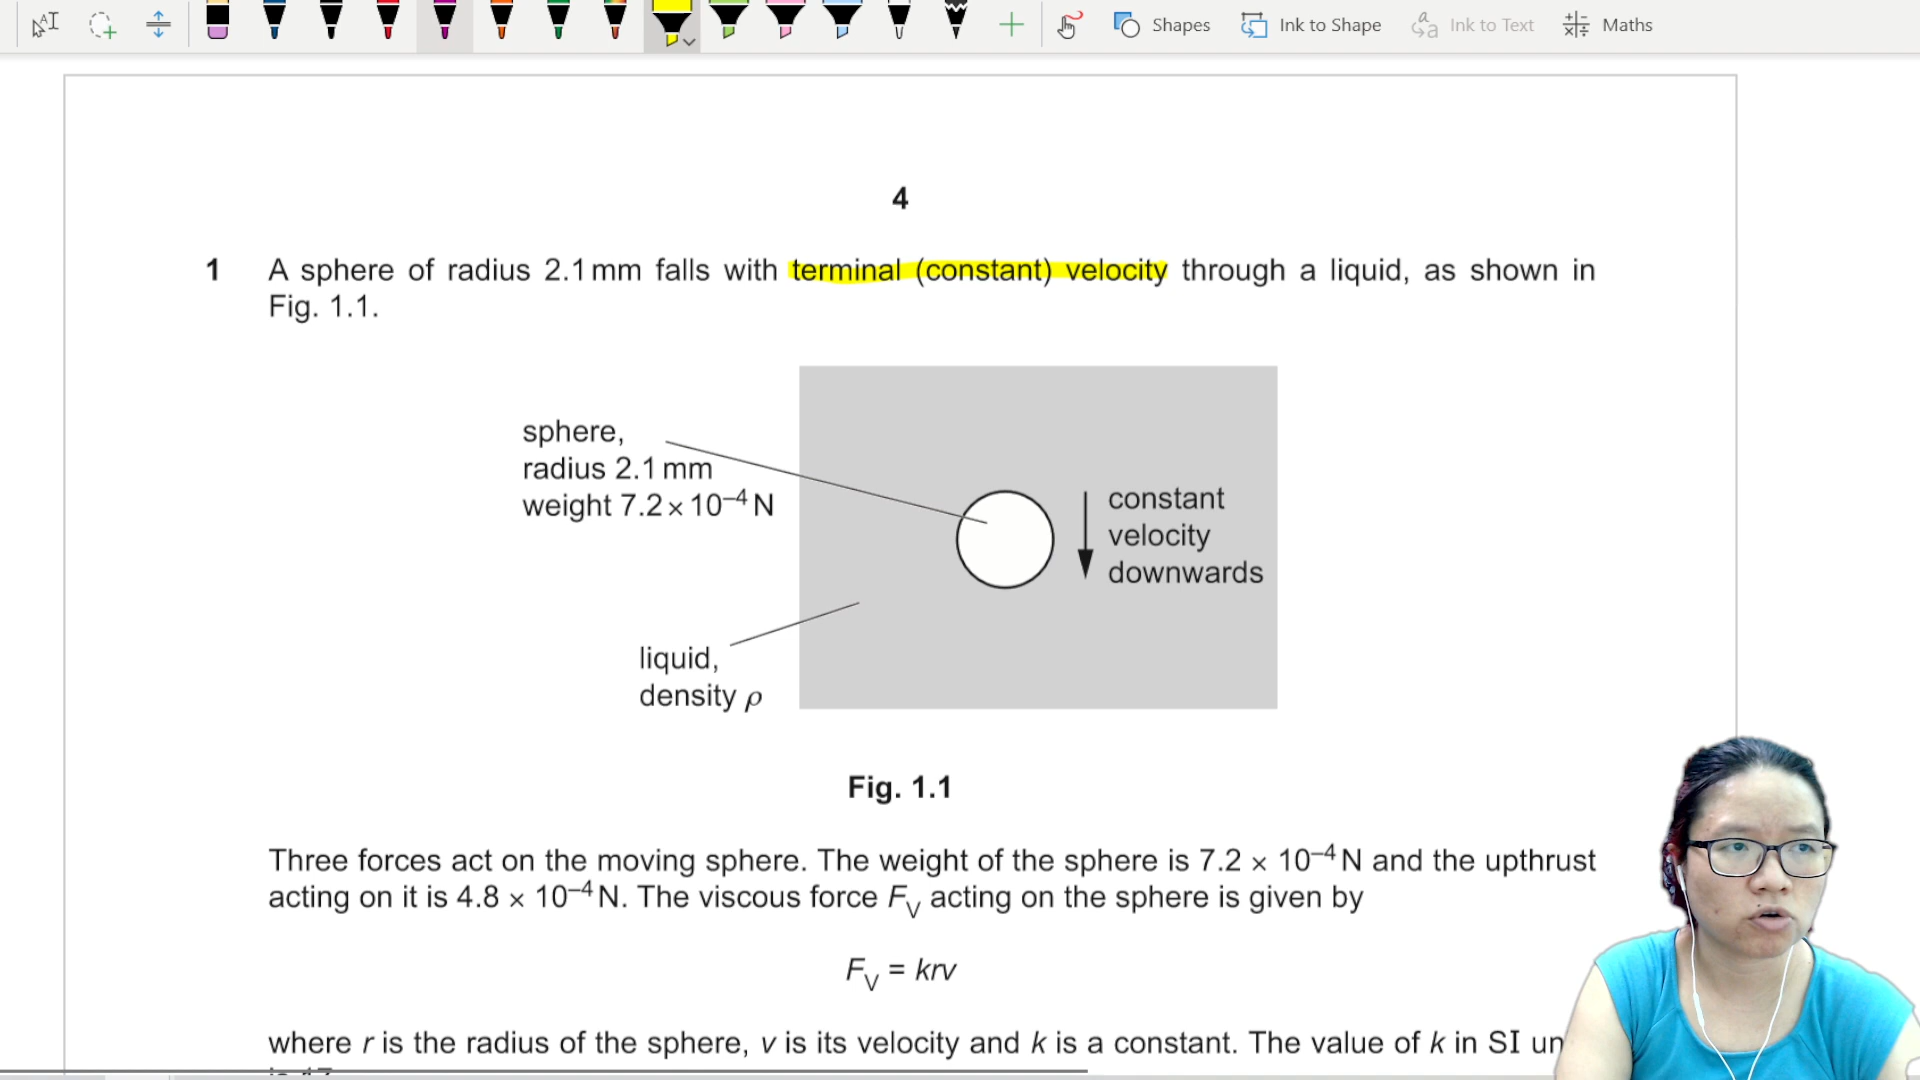 Shapes
Ink to Shape
Ink to Text
Maths
4
1 A sphere of radius 2.1 mm falls with terminal (constant) velocity through a liquid, as shown in
Fig. 1.1.
sphere,
radius 2.1 mm
weight 7.2 × 10⁻⁴ N
constant
velocity
downwards
liquid,
density ρ
Fig. 1.1
Three forces act on the moving sphere. The weight of the sphere is 7.2 × 10⁻⁴ N and the upthrust
acting on it is 4.8 × 10⁻⁴ N. The viscous force F_V acting on the sphere is given by
F_V = krv
where r is the radius of the sphere, v is its velocity and k is a constant. The value of k in SI un